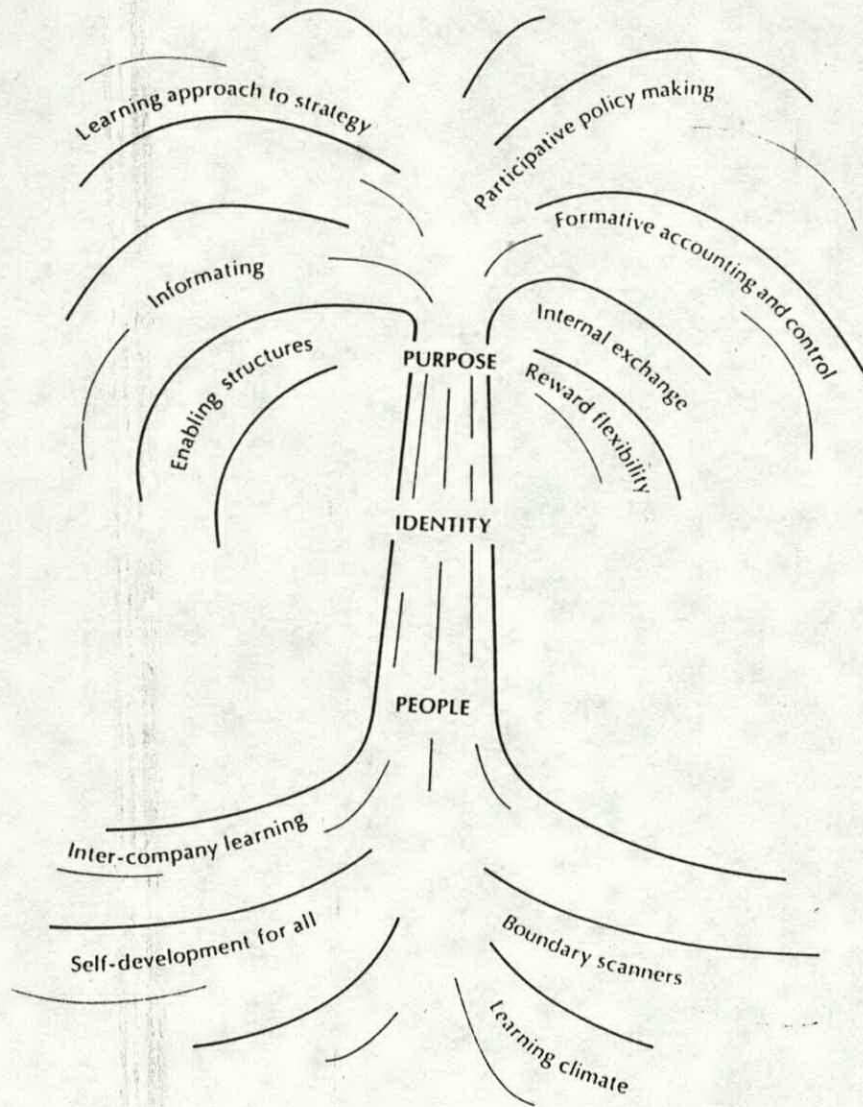 Learning approach to strategy
Participative policy making
Formative accounting and control
Informating
Internal exchange
Enabling structures
PURPOSE
Reward flexibility
IDENTITY
PEOPLE
Inter-company learning
Self-development for all
Boundary scanners
Learning climate